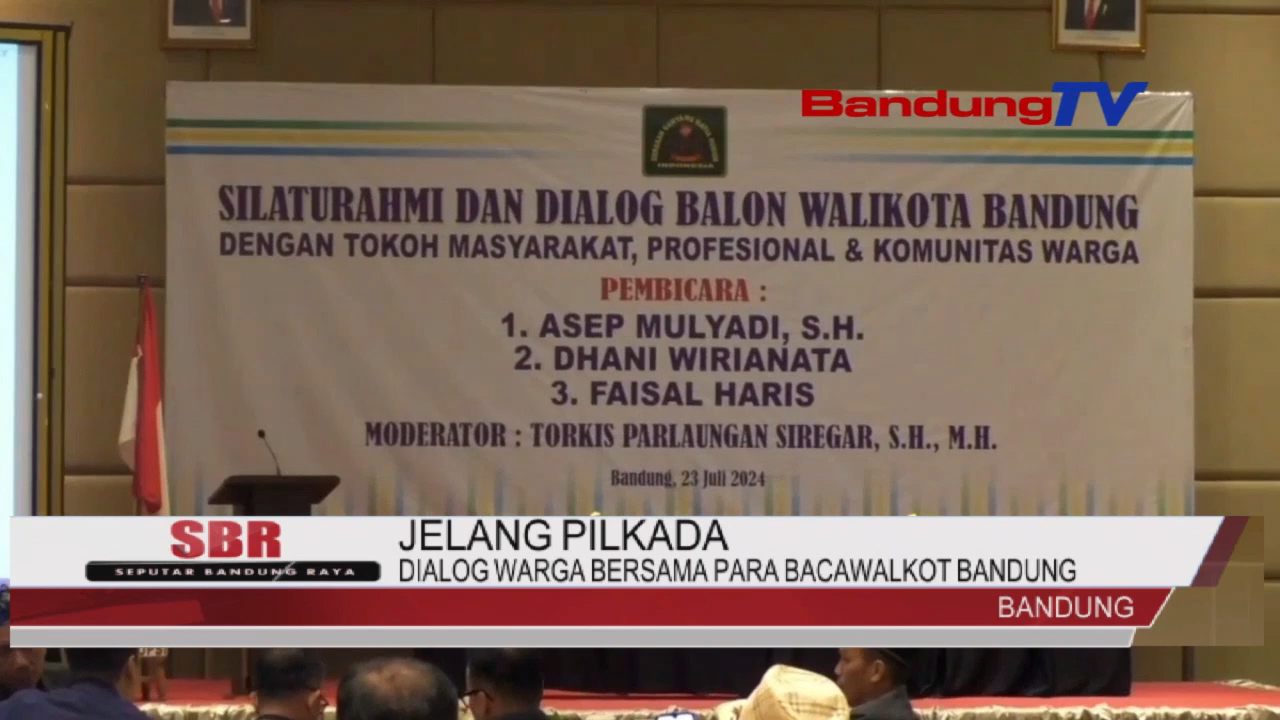 BandungTV
INDONESIA
SILATURAHMI DAN DIALOG BALON WALIKOTA BANDUNG
DENGAN TOKOH MASYARAKAT, PROFESIONAL & KOMUNITAS WARGA
PEMBICARA :
1. ASEP MULYADI, S.H.
2. DHANI WIRIANATA
3. FAISAL HARIS
MODERATOR : TORKIS PARLAUNGAN SIREGAR, S.H., M.H.
Bandung, 23 Juli 2024
SBR
SEPUTAR BANDUNG RAYA
JELANG PILKADA
DIALOG WARGA BERSAMA PARA BACAWALKOT BANDUNG
BANDUNG